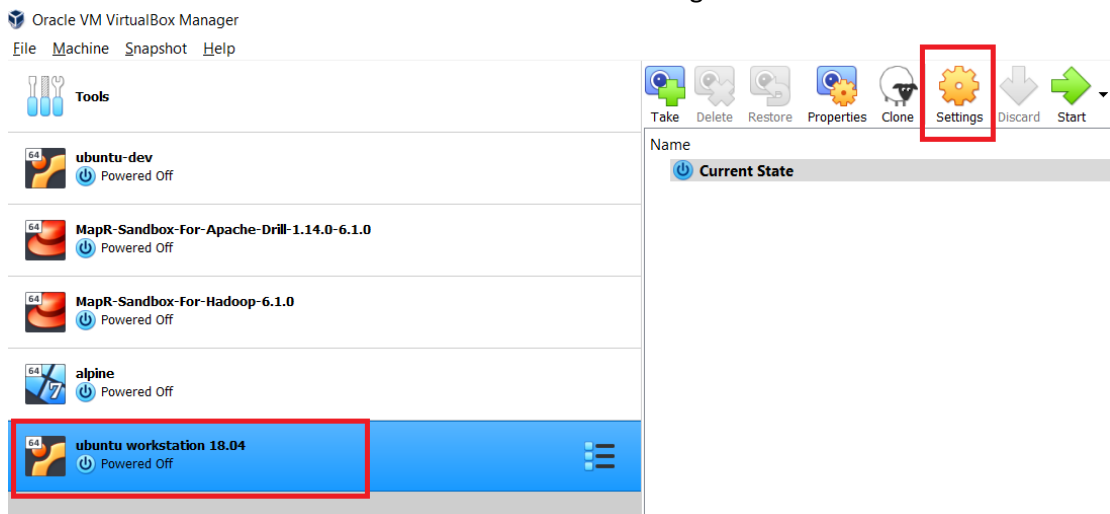 Oracle VM VirtualBox Manager
File Machine Snapshot Help
Tools
64
ubuntu-dev
Powered Off
64
MapR-Sandbox-For-Apache-Drill-1.14.0-6.1.0
Powered Off
64
MapR-Sandbox-For-Hadoop-6.1.0
Powered Off
64
7
alpine
Powered Off
64
ubuntu workstation 18.04
Powered Off
Take Delete Restore Properties Clone Settings Discard Start
Name
Current State